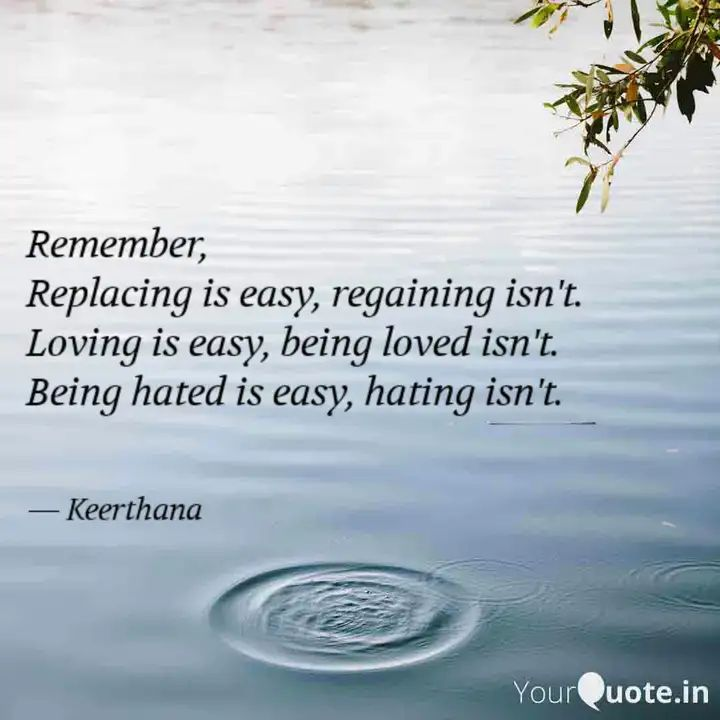 Remember,
Replacing is easy, regaining isn't.
Loving is easy, being loved isn't.
Being hated is easy, hating isn't.
— Keerthana
YourQuote.in